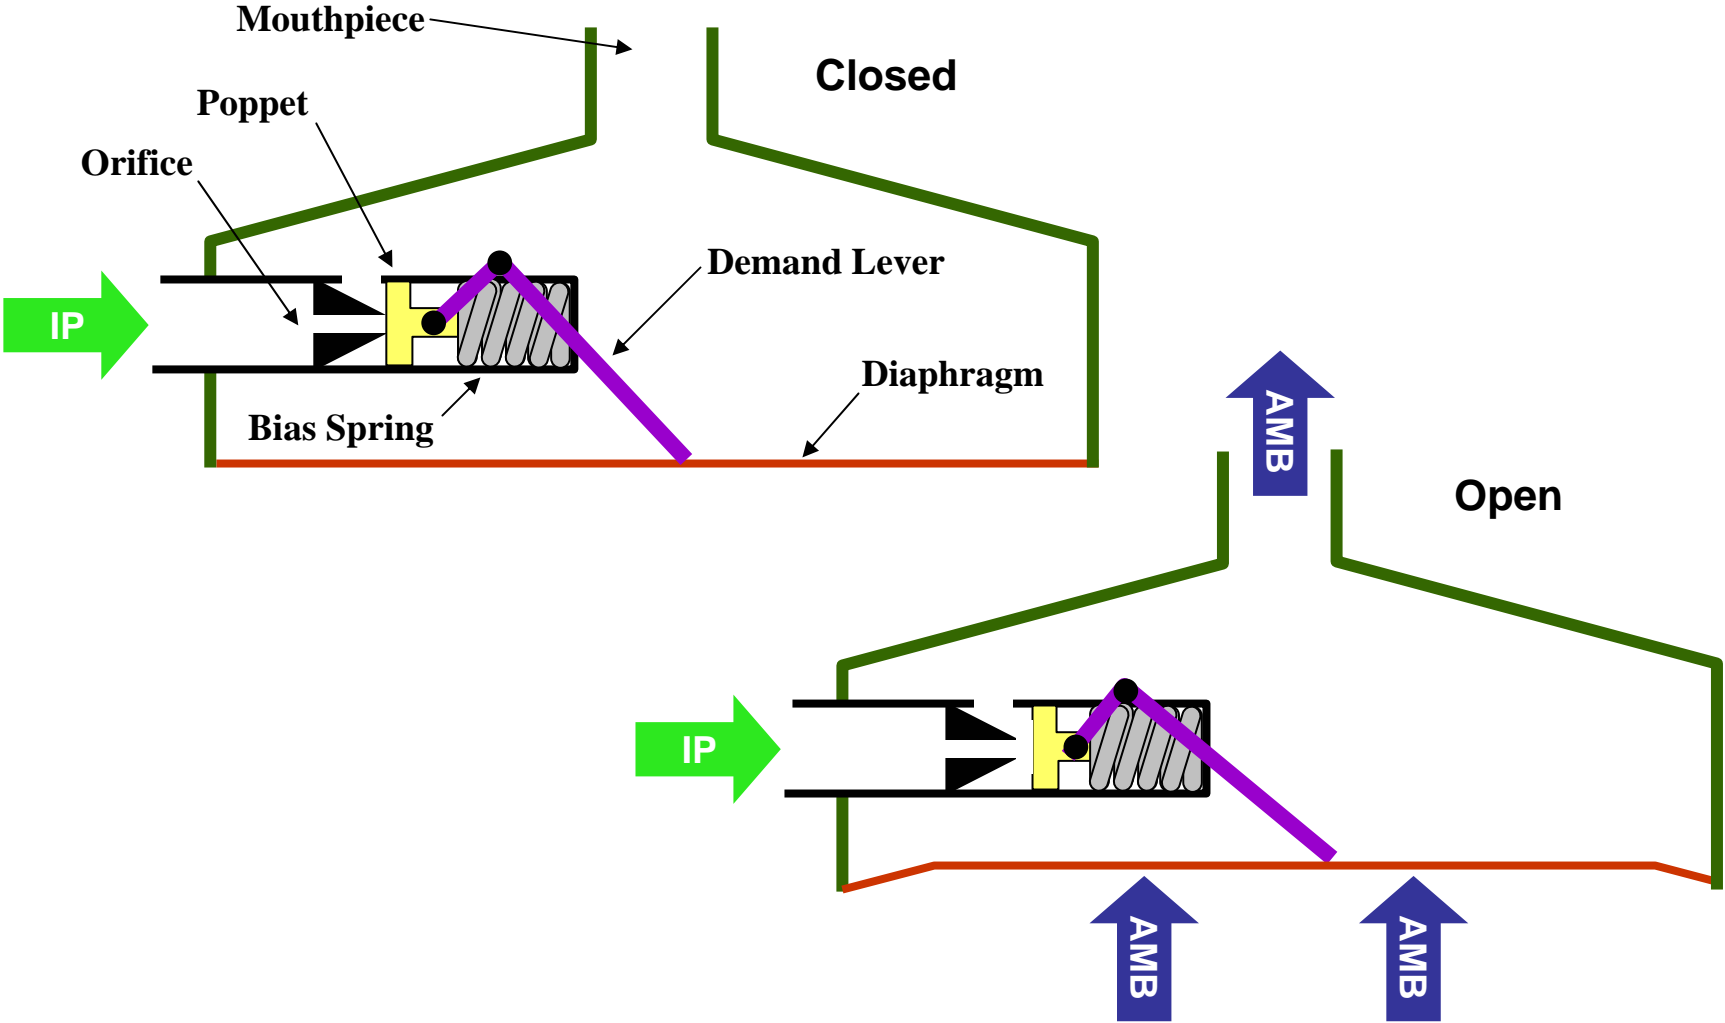 Mouthpiece
Closed
Poppet
Orifice
Demand Lever
IP
Diaphragm
Bias Spring
AMB
Open
IP
AMB
AMB